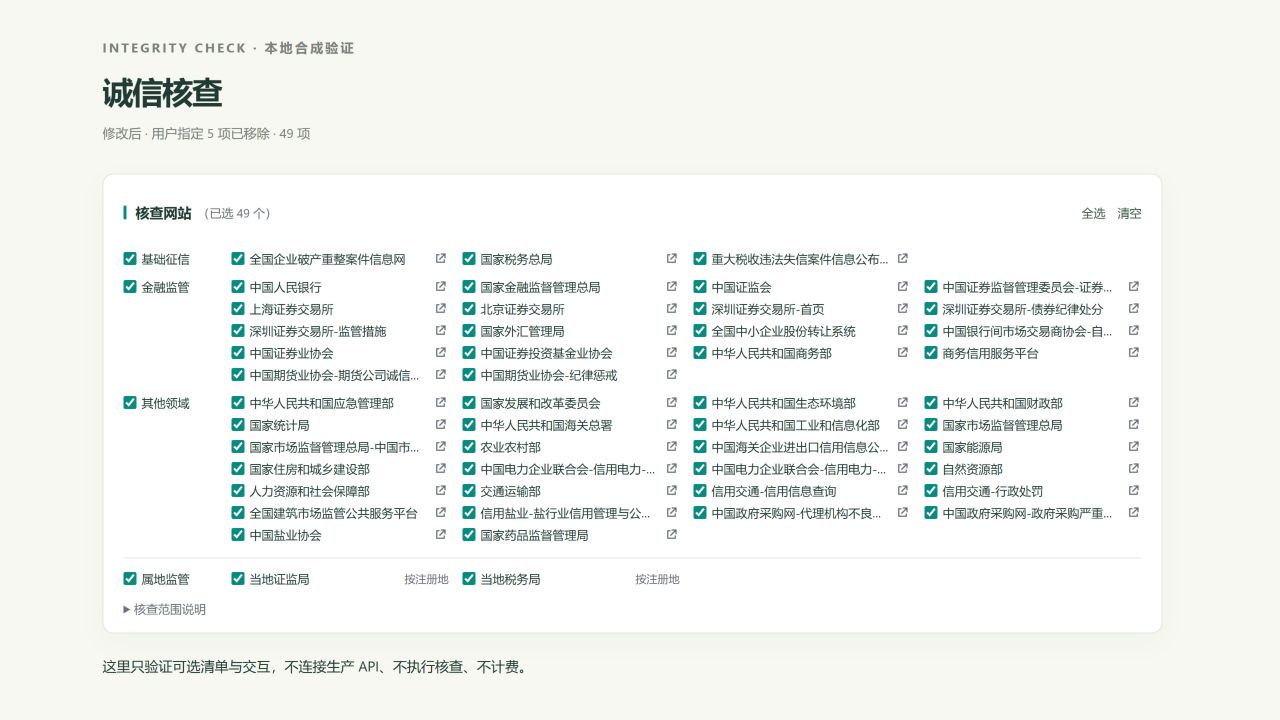 INTEGRITY CHECK · 本地合成验证
诚信核查
修改后 · 用户指定 5 项已移除 · 49 项
核查网站 (已选 49 个) 全选 清空
基础征信 全国企业破产重整案件信息网 国家税务总局 重大税收违法失信案件信息公布...
金融监管 中国人民银行 国家金融监督管理总局 中国证监会 中国证券监督管理委员会-证券...
上海证券交易所 北京证券交易所 深圳证券交易所-首页 深圳证券交易所-债券纪律处分
深圳证券交易所-监管措施 国家外汇管理局 全国中小企业股份转让系统 中国银行间市场交易商协会-自...
中国证券业协会 中国证券投资基金业协会 中华人民共和国商务部 商务信用服务平台
中国期货业协会-期货公司诚信... 中国期货业协会-纪律惩戒
其他领域 中华人民共和国应急管理部 国家发展和改革委员会 中华人民共和国生态环境部 中华人民共和国财政部
国家统计局 中华人民共和国海关总署 中华人民共和国工业和信息化部 国家市场监督管理总局
国家市场监督管理总局-中国市... 农业农村部 中国海关企业进出口信用信息公... 国家能源局
国家住房和城乡建设部 中国电力企业联合会-信用电力-... 中国电力企业联合会-信用电力-... 自然资源部
人力资源和社会保障部 交通运输部 信用交通-信用信息查询 信用交通-行政处罚
全国建筑市场监管公共服务平台 信用盐业-盐行业信用管理与公... 中国政府采购网-代理机构不良... 中国政府采购网-政府采购严重...
中国盐业协会 国家药品监督管理局
属地监管 当地证监局 按注册地 当地税务局 按注册地
核查范围说明
这里只验证可选清单与交互，不连接生产 API、不执行核查、不计费。